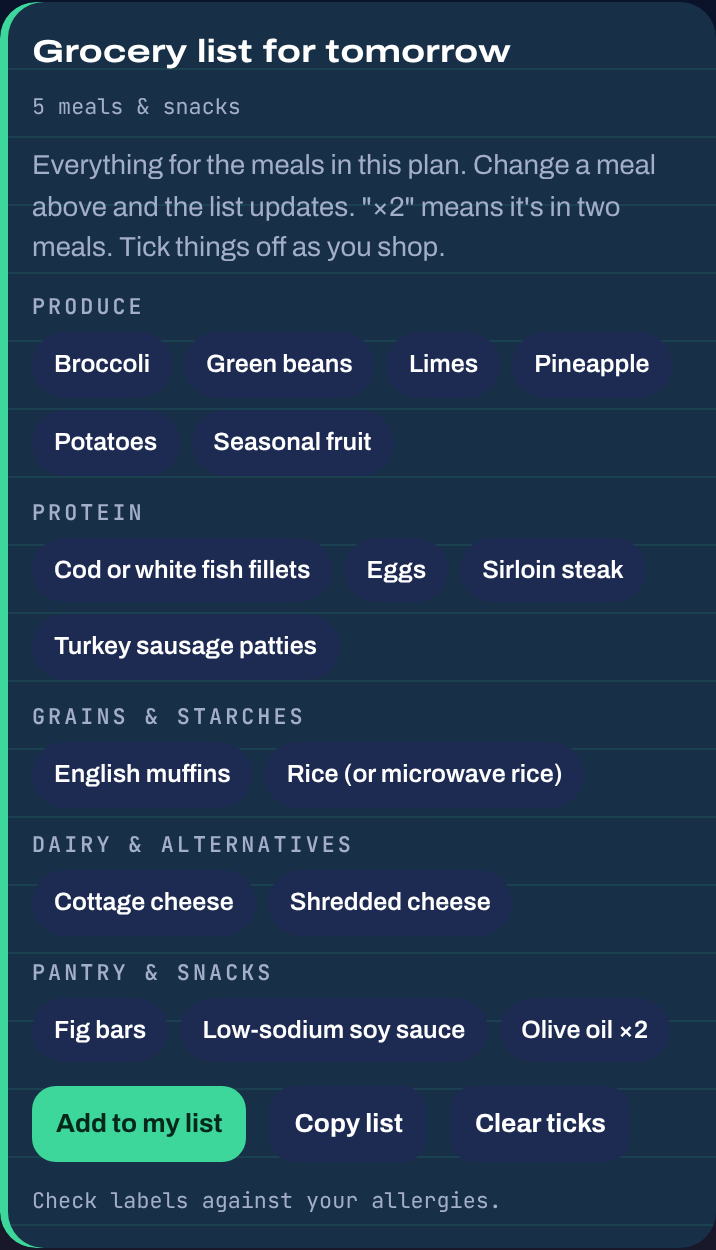 Grocery list for tomorrow
5 meals & snacks
Everything for the meals in this plan. Change a meal
above and the list updates. "×2" means it's in two
meals. Tick things off as you shop.
PRODUCE
Broccoli Green beans Limes Pineapple
Potatoes Seasonal fruit
PROTEIN
Cod or white fish fillets Eggs Sirloin steak
Turkey sausage patties
GRAINS & STARCHES
English muffins Rice (or microwave rice)
DAIRY & ALTERNATIVES
Cottage cheese Shredded cheese
PANTRY & SNACKS
Fig bars Low-sodium soy sauce Olive oil ×2
Add to my list Copy list Clear ticks
Check labels against your allergies.